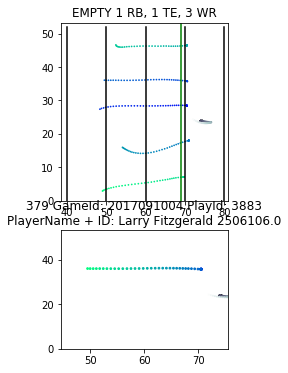 EMPTY 1 RB, 1 TE, 3 WR
50
40
30
20
10
0
40 50 60 70 80
379 GameId: 2017091004 PlayId: 3883
PlayerName + ID: Larry Fitzgerald 2506106.0
40
20
0
50 60 70